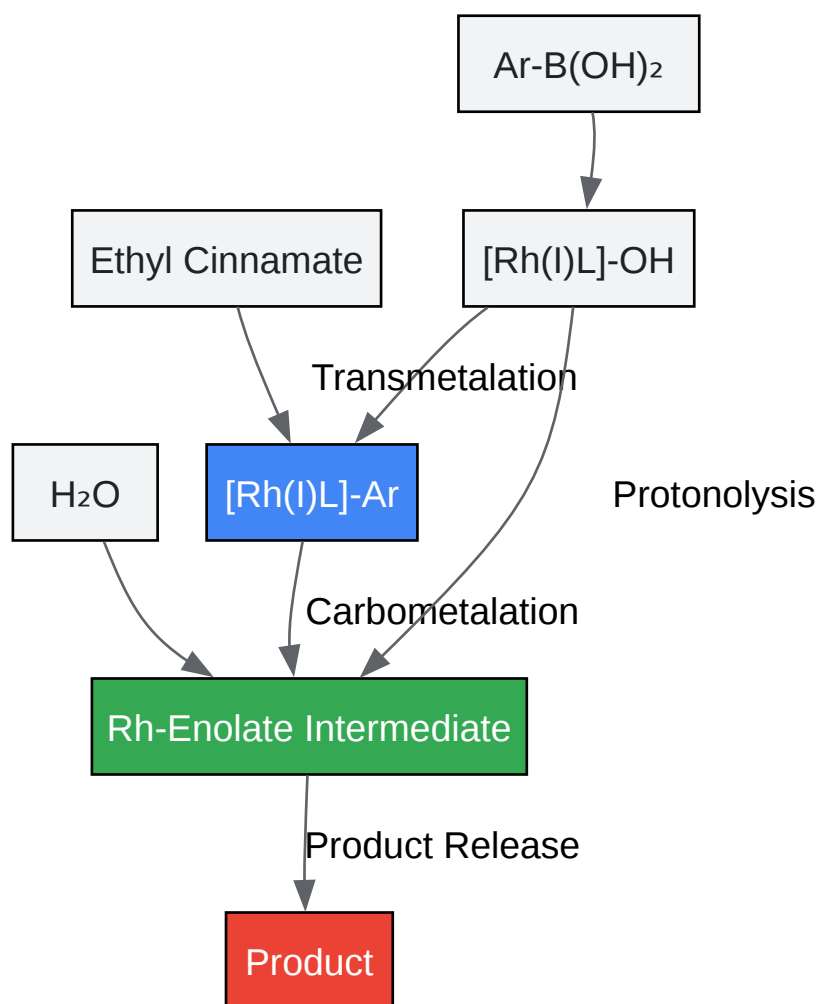 Ar-B(OH)₂
Ethyl Cinnamate
[Rh(I)L]-OH
Transmetalation
H₂O
[Rh(I)L]-Ar
Protonolysis
Carbometalation
Rh-Enolate Intermediate
Product Release
Product